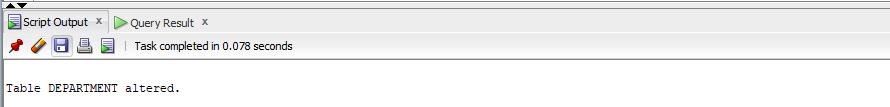 Script Output x Query Result x
Task completed in 0.078 seconds
Table DEPARTMENT altered.